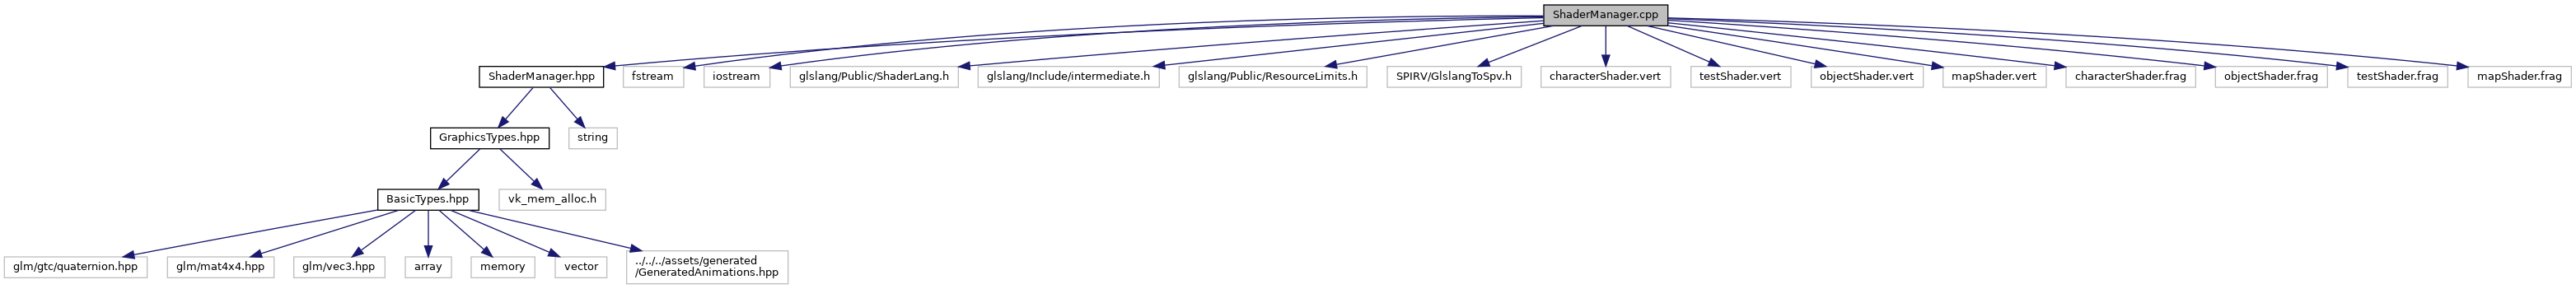 ShaderManager.cpp
ShaderManager.hpp
fstream
iostream
glslang/Public/ShaderLang.h
glslang/Include/intermediate.h
glslang/Public/ResourceLimits.h
SPIRV/GlslangToSpv.h
characterShader.vert
testShader.vert
objectShader.vert
mapShader.vert
characterShader.frag
objectShader.frag
testShader.frag
mapShader.frag
GraphicsTypes.hpp
string
BasicTypes.hpp
vk_mem_alloc.h
glm/gtc/quaternion.hpp
glm/mat4x4.hpp
glm/vec3.hpp
array
memory
vector
../../../assets/generated
/GeneratedAnimations.hpp